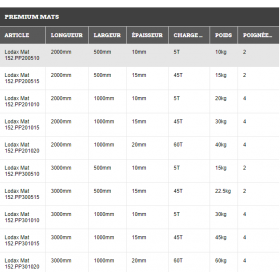 PREMIUM MATS
ARTICLE LONGUEUR LARGEUR ÉPAISSEUR CHARGE... POIDS POIGNÉE...
Lodax Mat 2000mm 500mm 10mm 5T 10kg 2
152.PP200510
Lodax Mat 2000mm 500mm 15mm 45T 15kg 2
152.PP200515
Lodax Mat 2000mm 1000mm 10mm 5T 20kg 4
152.PP201010
Lodax Mat 2000mm 1000mm 15mm 45T 30kg 4
152.PP201015
Lodax Mat 2000mm 1000mm 20mm 60T 40kg 4
152.PP201020
Lodax Mat 3000mm 500mm 10mm 5T 15kg 2
152.PP300510
Lodax Mat 3000mm 500mm 15mm 45T 22.5kg 2
152.PP300515
Lodax Mat 3000mm 1000mm 10mm 5T 30kg 4
152.PP301010
Lodax Mat 3000mm 1000mm 15mm 45T 45kg 4
152.PP301015
Lodax Mat 3000mm 1000mm 20mm 60T 60kg 4
152.PP301020